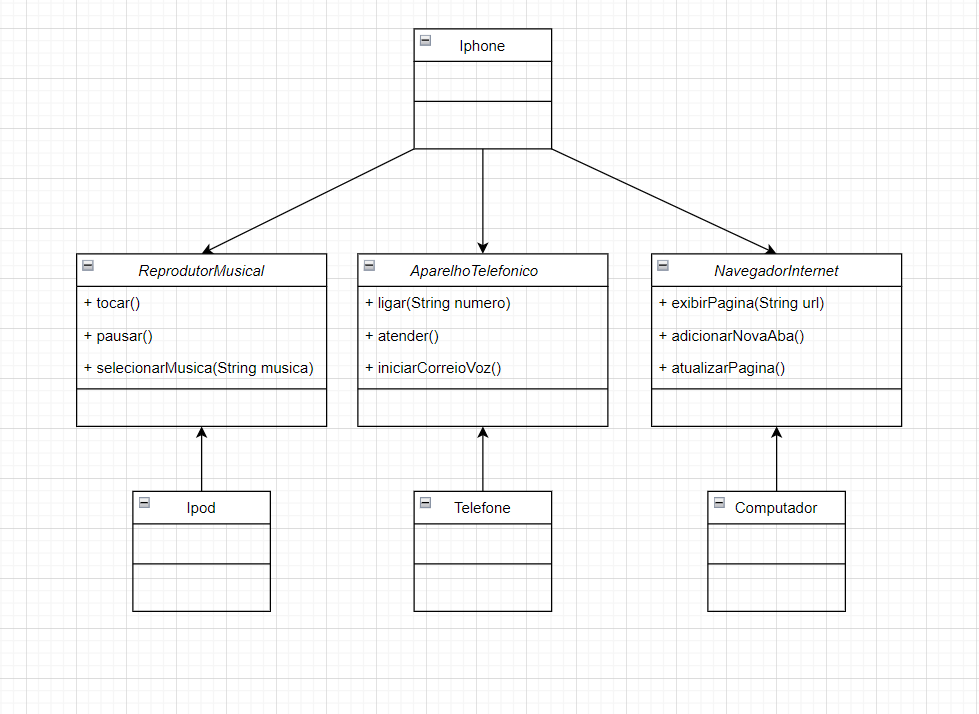 Iphone
ReprodutorMusical
+ tocar()
+ pausar()
+ selecionarMusica(String musica)
AparelhoTelefonico
+ ligar(String numero)
+ atender()
+ iniciarCorreioVoz()
NavegadorInternet
+ exibirPagina(String url)
+ adicionarNovaAba()
+ atualizarPagina()
Ipod
Telefone
Computador